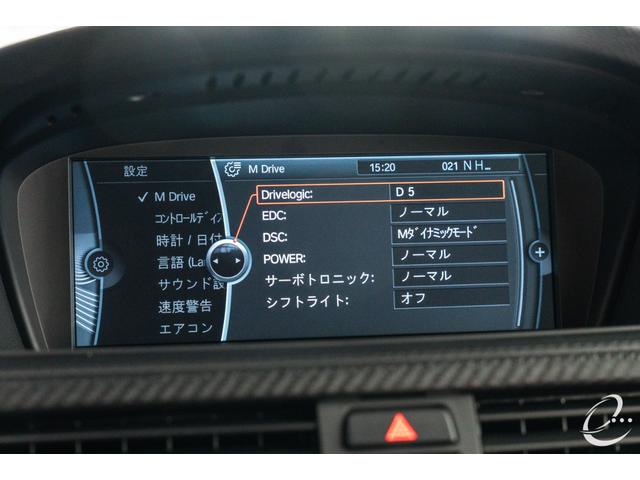 設定
M Drive 15:20 021 N H...
✓ M Drive
コントロールディス
時計 / 日付
言語 (Lan
サウンド設
速度警告
エアコン
Drivelogic: D 5
EDC: ノーマル
DSC: Mﾀﾞｲﾅﾐｯｸﾓｰﾄﾞ
POWER: ノーマル
サーボトロニック: ノーマル
シフトライト: オフ